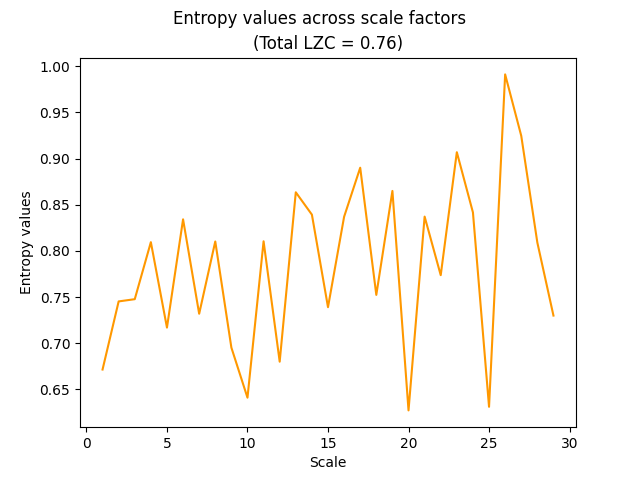 Entropy values across scale factors
(Total LZC = 0.76)
1.00
0.95
0.90
0.85
0.80
0.75
0.70
0.65
Entropy values
0 5 10 15 20 25 30
Scale